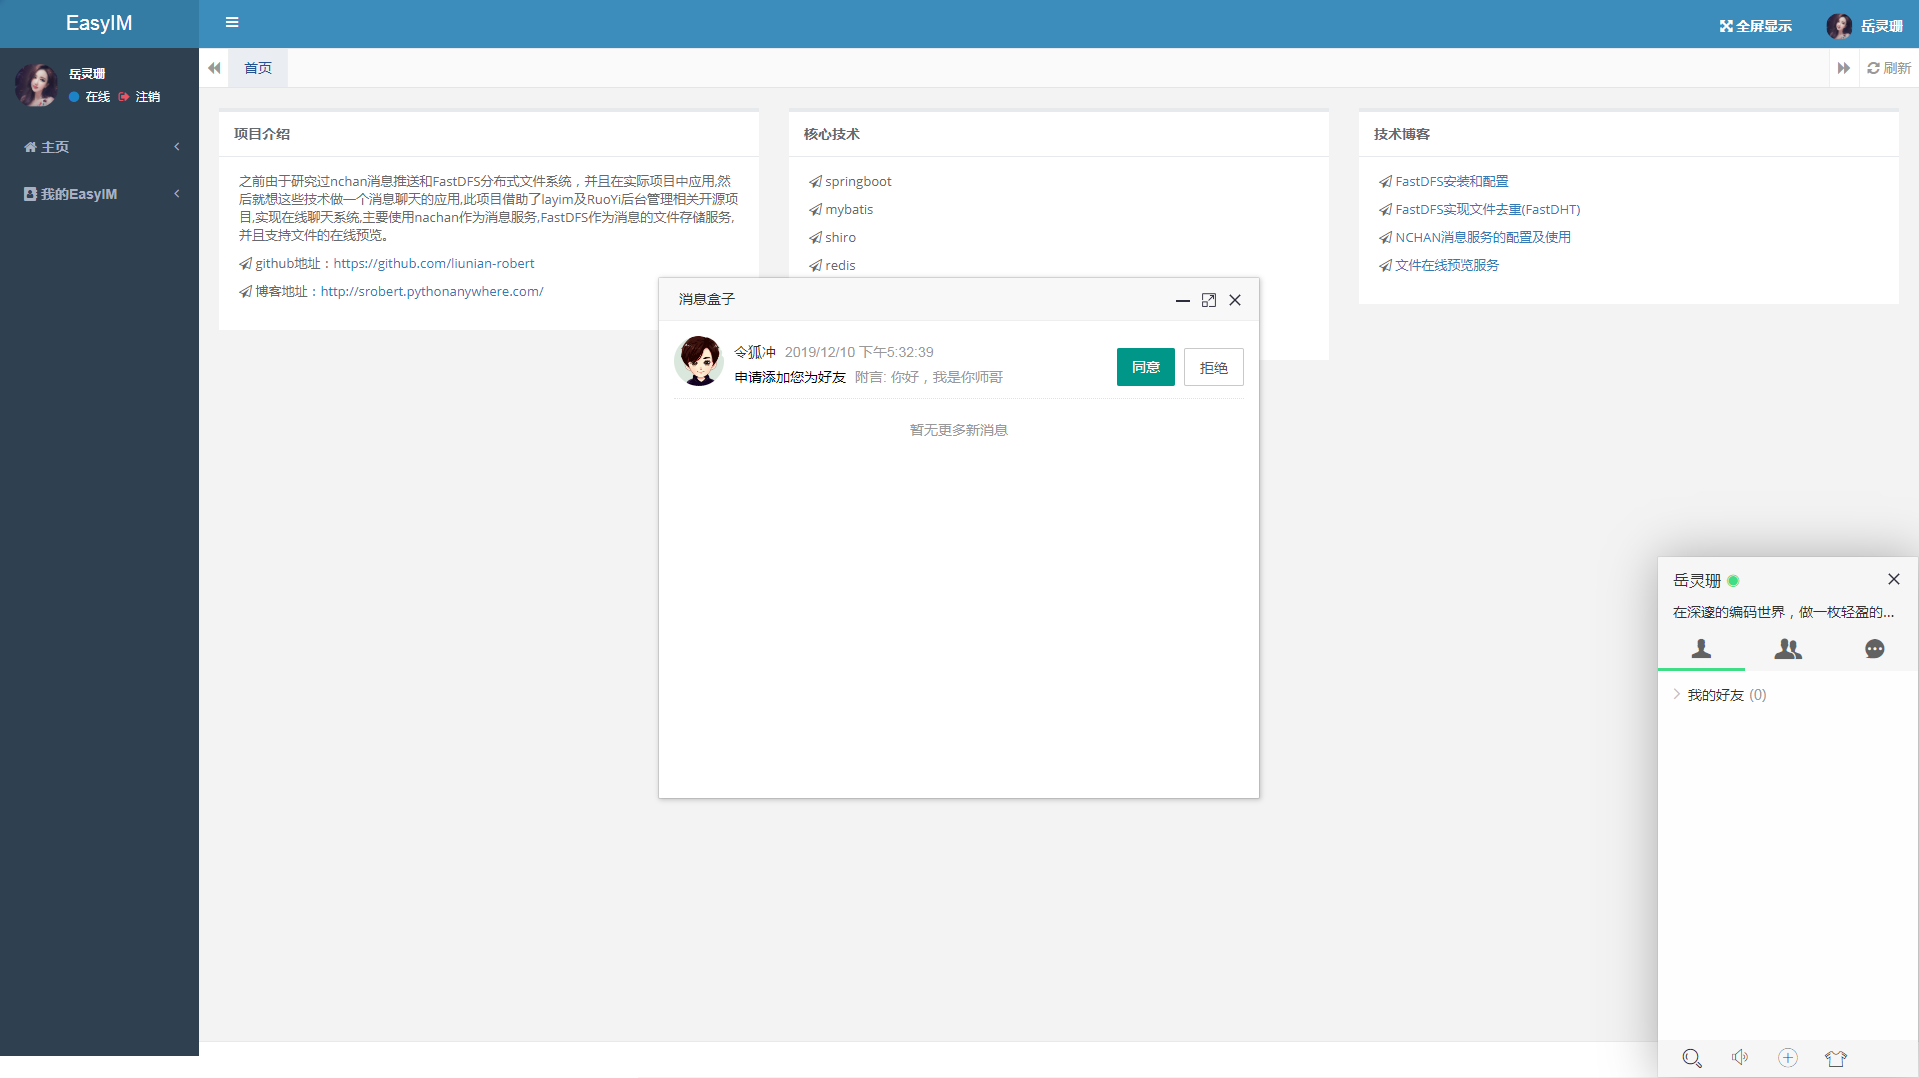 EasyIM
全屏显示
岳灵珊
岳灵珊
在线 注销
主页
我的EasyIM
首页
刷新
项目介绍
之前由于研究过nchan消息推送和FastDFS分布式文件系统，并且在实际项目中应用,然
后就想这些技术做一个消息聊天的应用,此项目借助了layim及RuoYi后台管理相关开源项
目,实现在线聊天系统,主要使用nachan作为消息服务,FastDFS作为消息的文件存储服务,
并且支持文件的在线预览。
github地址：https://github.com/liunian-robert
博客地址：http://srobert.pythonanywhere.com/
核心技术
springboot
mybatis
shiro
redis
技术博客
FastDFS安装和配置
FastDFS实现文件去重(FastDHT)
NCHAN消息服务的配置及使用
文件在线预览服务
消息盒子
令狐冲 2019/12/10 下午5:32:39
申请添加您为好友 附言: 你好，我是你师哥
同意
拒绝
暂无更多新消息
岳灵珊
在深邃的编码世界，做一枚轻盈的...
我的好友 (0)